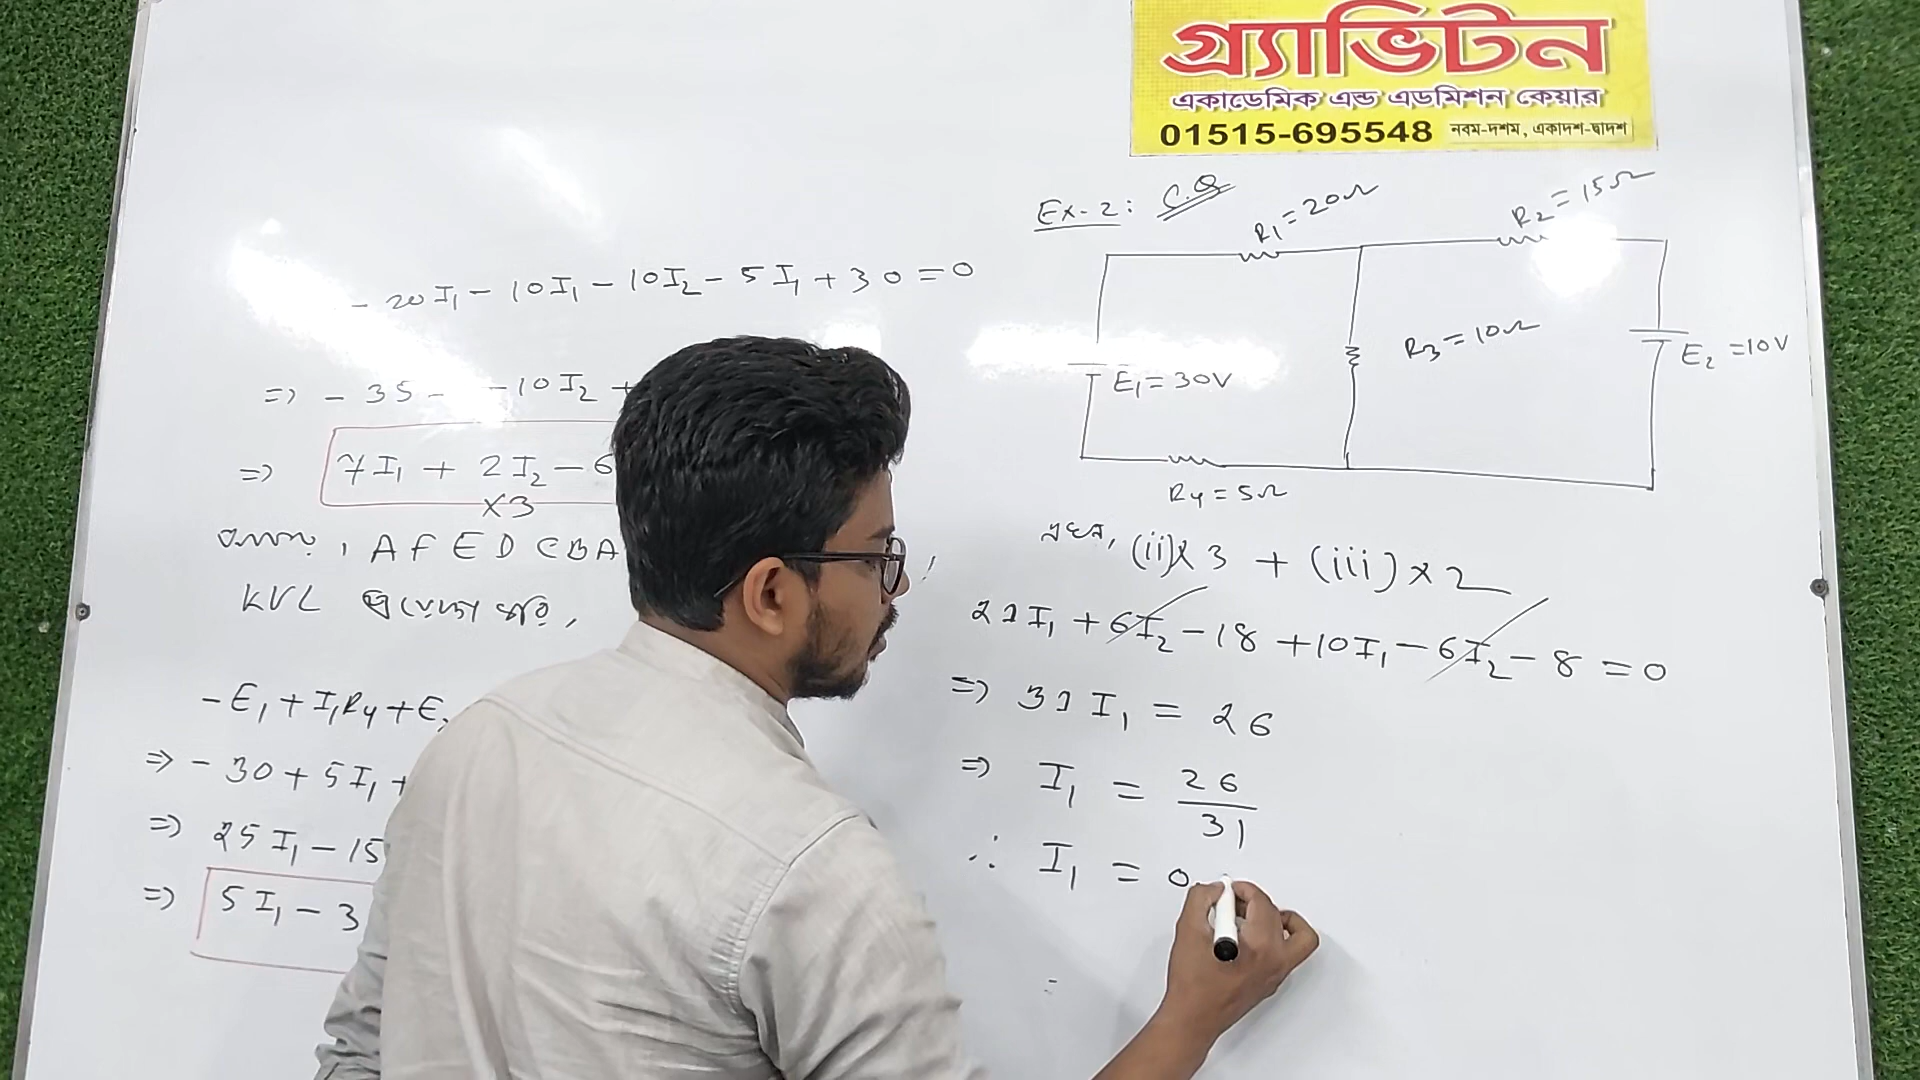 গ্র্যাভিটন
একাডেমিক এন্ড এডমিশন কেয়ার
01515-695548 নবম-দশম, একাদশ-দ্বাদশ
- 20I₁ - 10I₁ - 10I₂ - 5I₁ + 30 = 0
=> - 35 - - 10I₂ +
=> 7I₁ + 2I₂ - 6
×3
A F E D C B A
KVL
- E₁ + I₁R₄ + E
=> - 30 + 5I₁ +
=> 25I₁ - 15
=> 5I₁ - 3
Ex-2: C.Q
R₁ = 20Ω
R₂ = 15Ω
R₃ = 10Ω
E₁ = 30V
E₂ = 10V
R₄ = 5Ω
এখন, (ii)×3 + (iii)×2
21I₁ + 6I₂ - 18 + 10I₁ - 6I₂ - 8 = 0
=> 31I₁ = 26
=> I₁ = 26/31
∴ I₁ = 0.